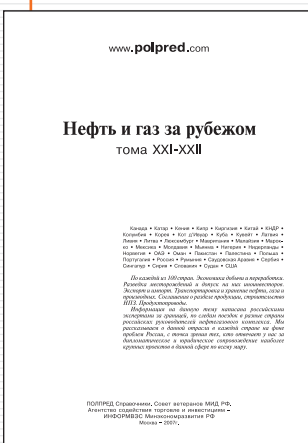 www.polpred.com
Нефть и газ за рубежом
тома XXI-XXII
Канада • Катар • Кения • Кипр • Киргизия • Китай • КНДР •
Колумбия • Корея • Кот д'Ивуар • Куба • Кувейт • Латвия •
Ливия • Литва • Люксембург • Мавритания • Малайзия • Марок-
ко • Мексика • Молдавия • Мьянма • Нигерия • Нидерланды •
Норвегия • ОАЭ • Оман • Пакистан • Палестина • Польша •
Португалия • Россия • Румыния • Саудовская Аравия • Сербия •
Сингапур • Сирия • Словакия • Судан • США
По каждой из 100 стран. Экономика добычи и переработки.
Разведка месторождений и допуск на них иноинвесторов.
Экспорт и импорт. Транспортировка и хранение нефти, газа и
производных. Соглашения о разделе продукции, строительство
НПЗ. Продуктопроводы.
Информация на данную тему написана российскими
экспертами за границей, по следам поездок в разные страны
российских руководителей нефтегазового комплекса. Мы
рассказываем о данной отрасли в каждой стране на фоне
проблем России, с точки зрения тех, кто отвечает у нас за
дипломатическое и юридическое сопровождение наиболее
крупных проектов в данной сфере по всему миру.
ПОЛПРЕД Справочники, Совет ветеранов МИД РФ,
Агентство содействия торговле и инвестициям –
ИНФОРМВЭС Минэкономразвития РФ
Москва – 2007г.